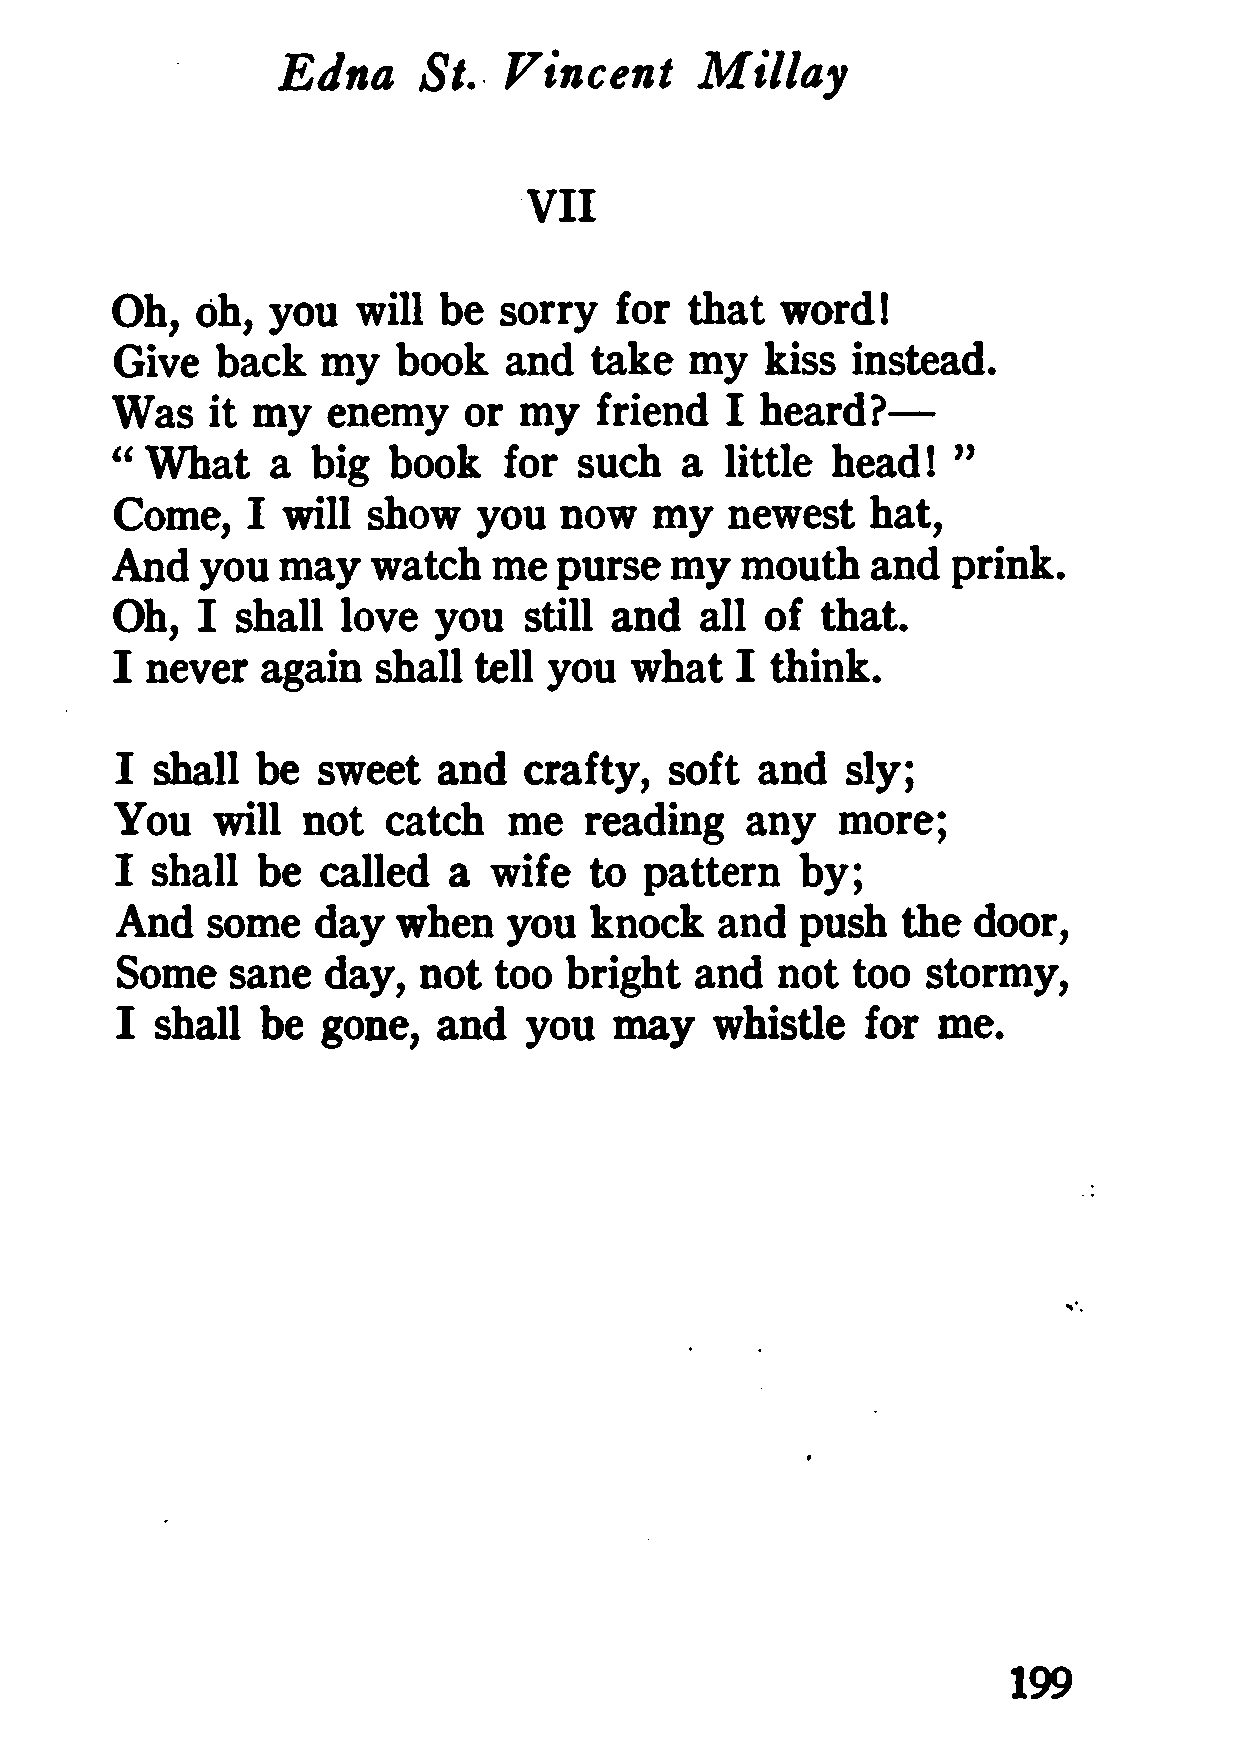 Edna St. Vincent Millay
VII
Oh, oh, you will be sorry for that word!
Give back my book and take my kiss instead.
Was it my enemy or my friend I heard?—
“ What a big book for such a little head! ”
Come, I will show you now my newest hat,
And you may watch me purse my mouth and prink.
Oh, I shall love you still and all of that.
I never again shall tell you what I think.
I shall be sweet and crafty, soft and sly;
You will not catch me reading any more;
I shall be called a wife to pattern by;
And some day when you knock and push the door,
Some sane day, not too bright and not too stormy,
I shall be gone, and you may whistle for me.
199